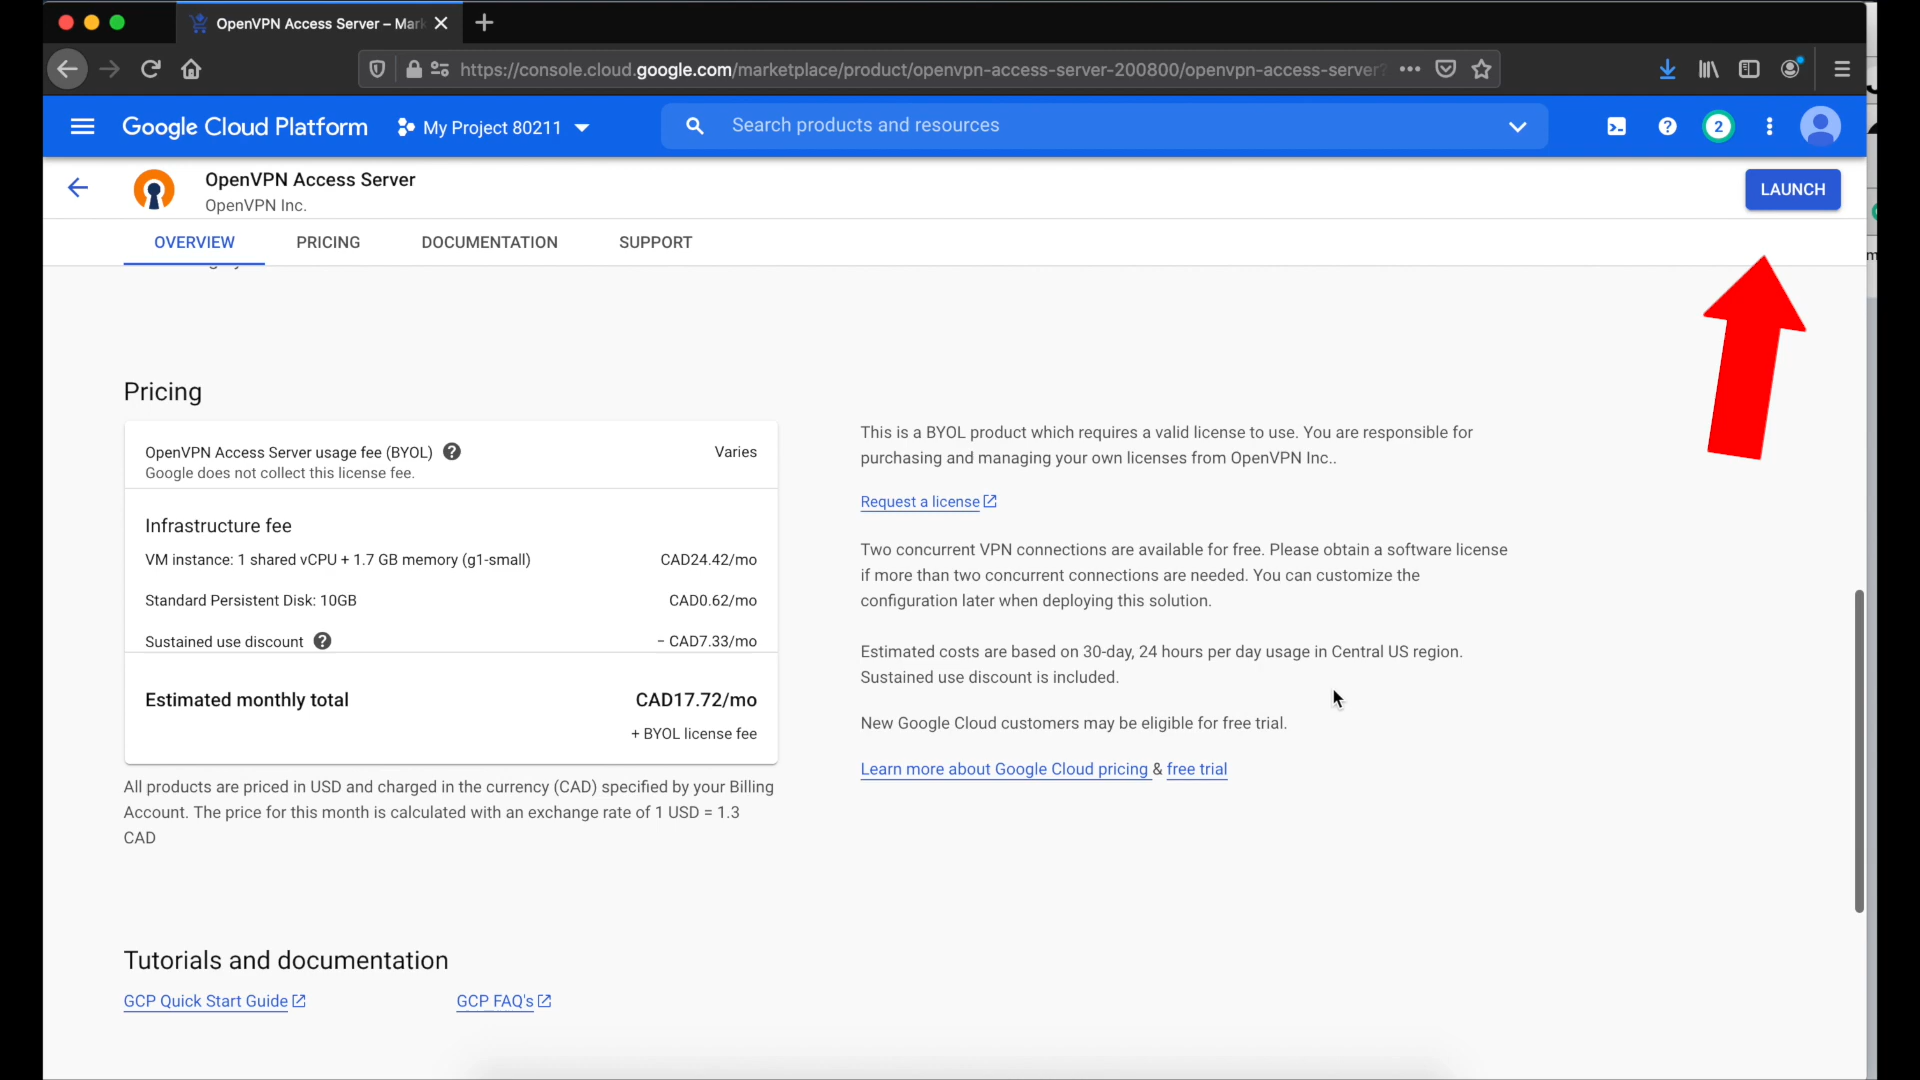 OpenVPN Access Server – Mark
https://console.cloud.google.com/marketplace/product/openvpn-access-server-200800/openvpn-access-server?
Google Cloud Platform
My Project 80211
Search products and resources
2
OpenVPN Access Server
OpenVPN Inc.
LAUNCH
OVERVIEW
PRICING
DOCUMENTATION
SUPPORT
Pricing
OpenVPN Access Server usage fee (BYOL)
Varies
Google does not collect this license fee.
Infrastructure fee
VM instance: 1 shared vCPU + 1.7 GB memory (g1-small)
CAD24.42/mo
Standard Persistent Disk: 10GB
CAD0.62/mo
Sustained use discount
- CAD7.33/mo
Estimated monthly total
CAD17.72/mo
+ BYOL license fee
All products are priced in USD and charged in the currency (CAD) specified by your Billing
Account. The price for this month is calculated with an exchange rate of 1 USD = 1.3
CAD
This is a BYOL product which requires a valid license to use. You are responsible for
purchasing and managing your own licenses from OpenVPN Inc..
Request a license
Two concurrent VPN connections are available for free. Please obtain a software license
if more than two concurrent connections are needed. You can customize the
configuration later when deploying this solution.
Estimated costs are based on 30-day, 24 hours per day usage in Central US region.
Sustained use discount is included.
New Google Cloud customers may be eligible for free trial.
Learn more about Google Cloud pricing & free trial
Tutorials and documentation
GCP Quick Start Guide
GCP FAQ's